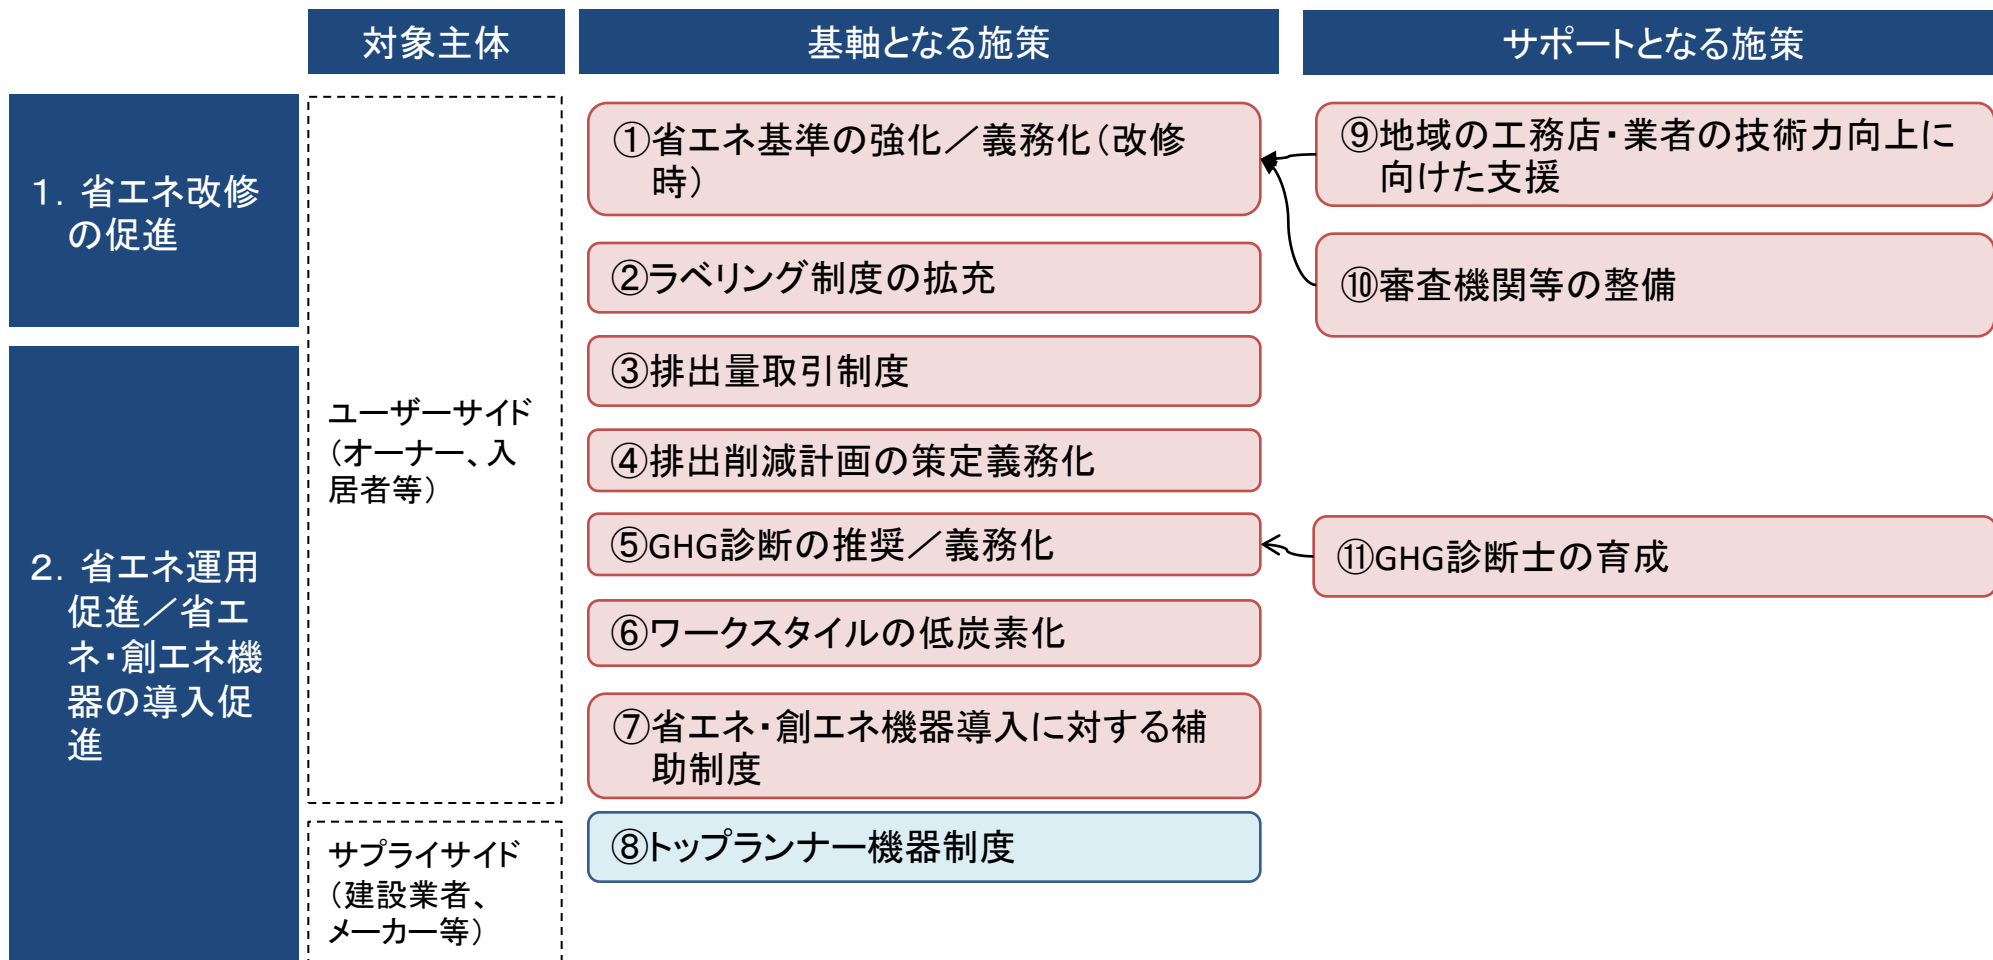 対象主体
基軸となる施策
サポートとなる施策
１．省エネ改修
の促進
２．省エネ運用
促進／省エ
ネ・創エネ機
器の導入促
進
ユーザーサイド
（オーナー、入
居者等）
サプライサイド
（建設業者、
メーカー等）
①省エネ基準の強化／義務化（改修
時）
②ラベリング制度の拡充
③排出量取引制度
④排出削減計画の策定義務化
⑤GHG診断の推奨／義務化
⑥ワークスタイルの低炭素化
⑦省エネ・創エネ機器導入に対する補
助制度
⑧トップランナー機器制度
⑨地域の工務店・業者の技術力向上に
向けた支援
⑩審査機関等の整備
⑪GHG診断士の育成